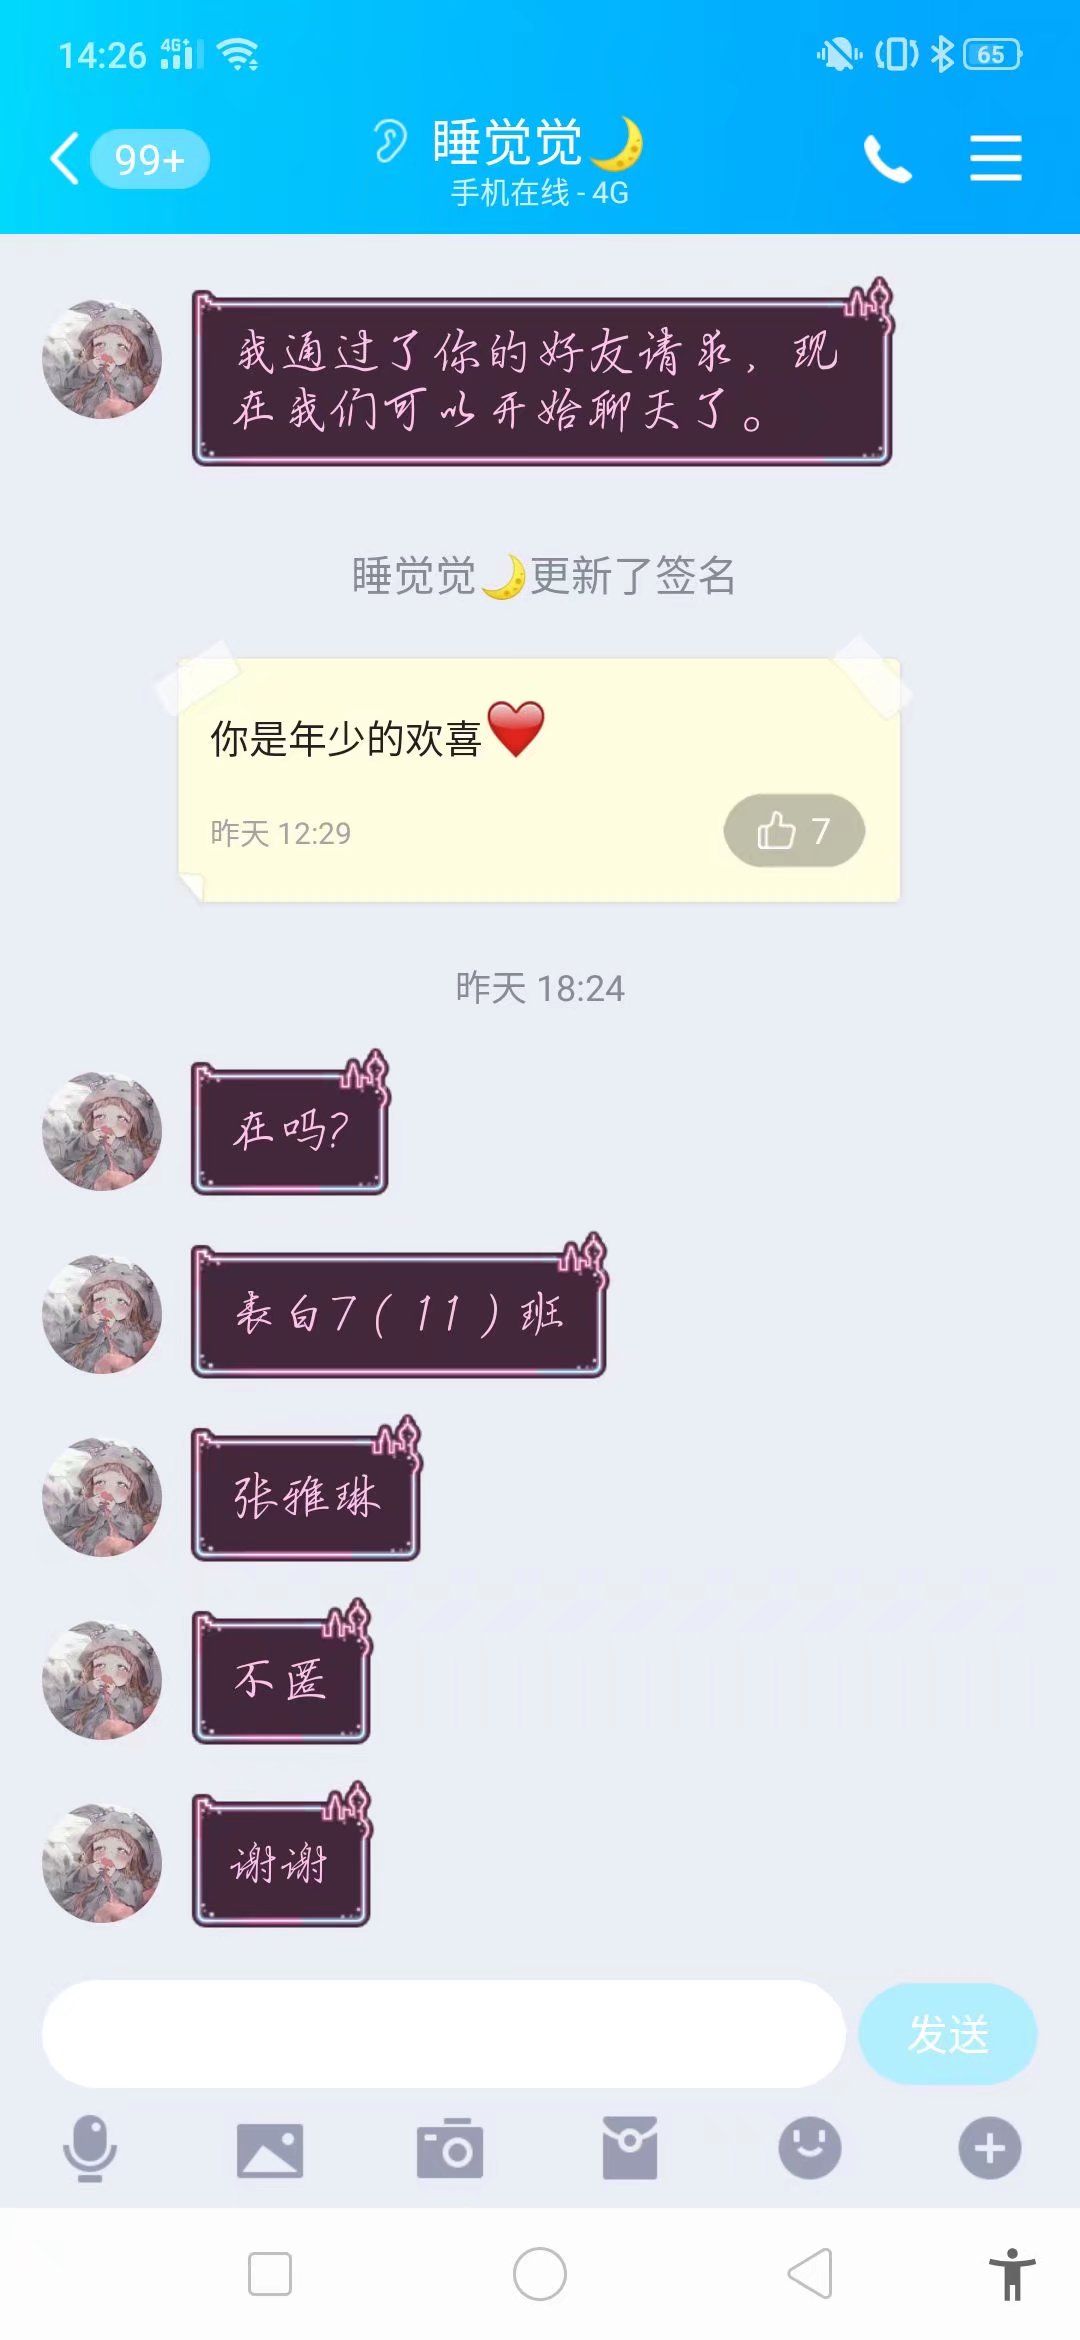 14:26 4G+ 65
99+ 睡觉觉🌙
手机在线 - 4G
我通过了你的好友请求，现
在我们可以开始聊天了。
睡觉觉🌙更新了签名
你是年少的欢喜❤️
昨天 12:29 7
昨天 18:24
在吗?
表白7(11)班
张雅琳
不匿
谢谢
发送